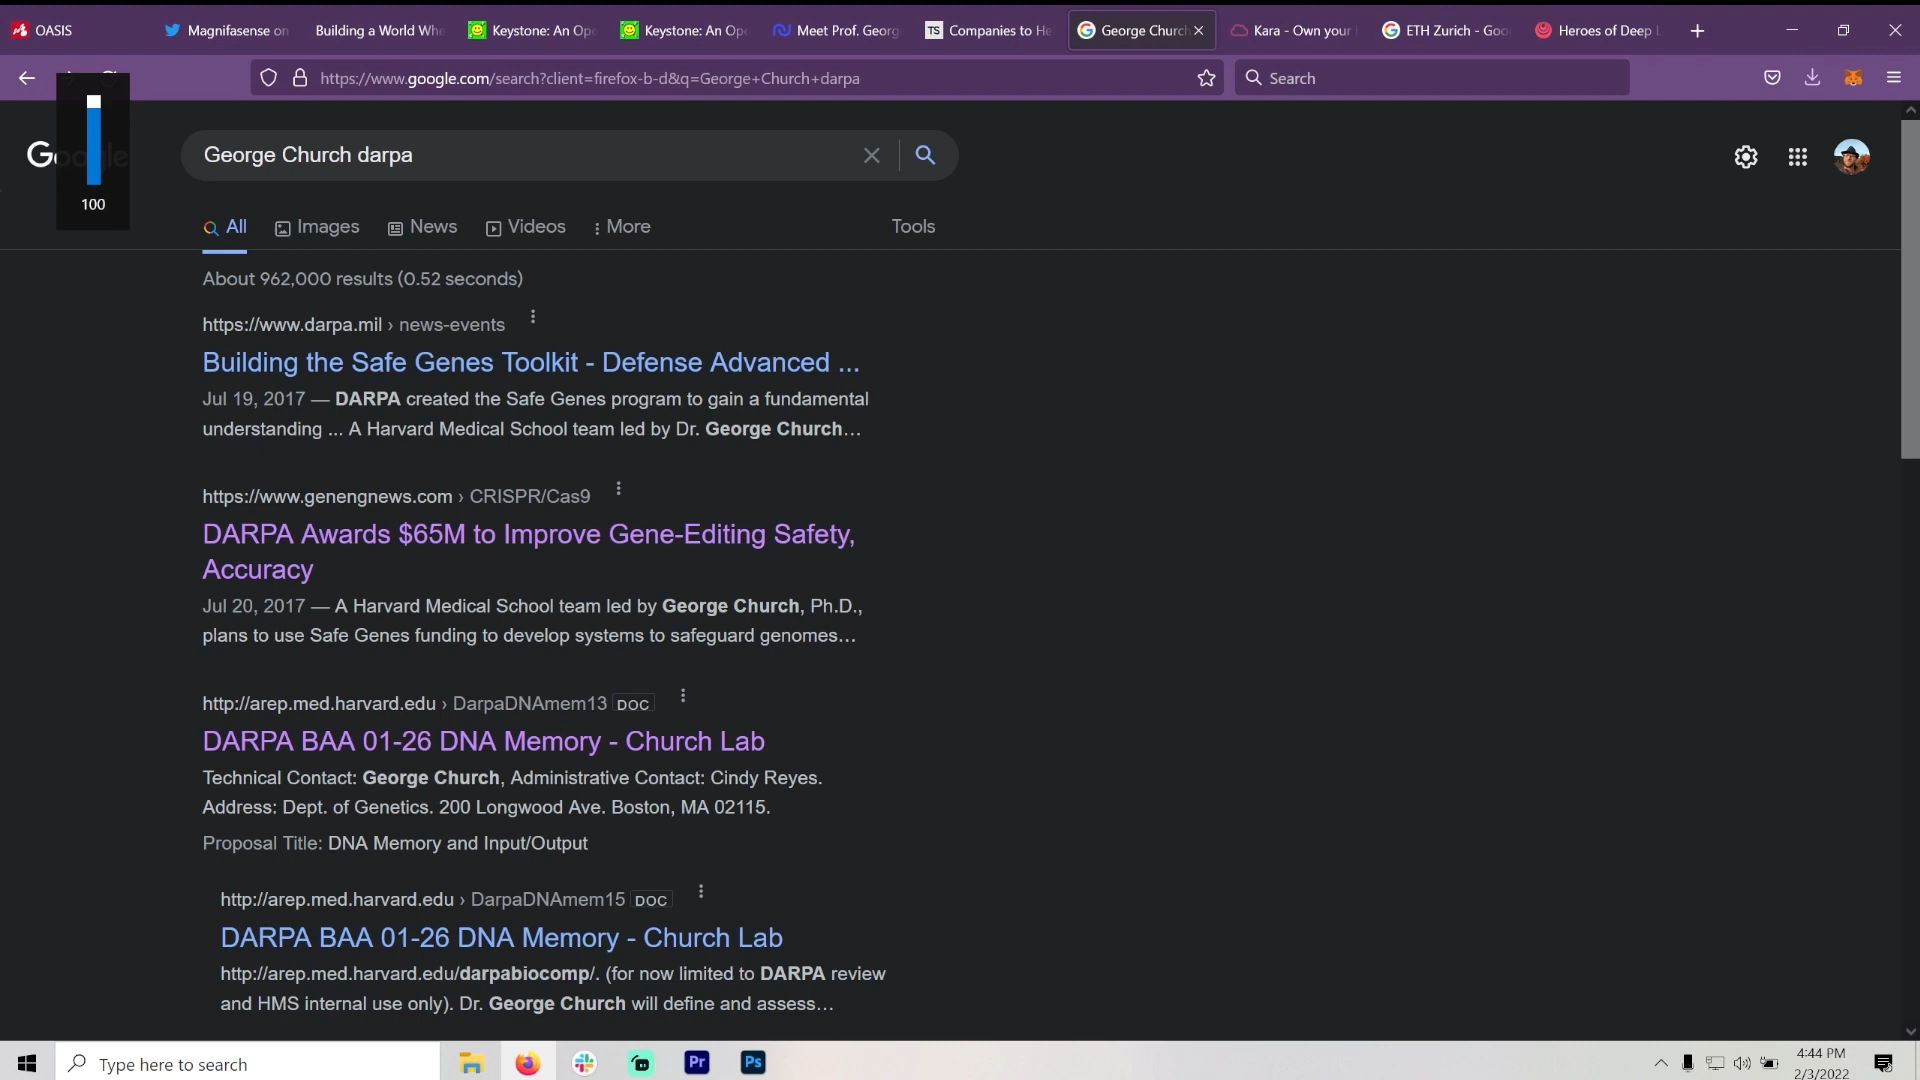 OASIS
Magnifasense on
Building a World Whe
Keystone: An Ope
Keystone: An Ope
Meet Prof. Georg
TS
Companies to He
George Church
Kara - Own your
ETH Zurich - Goo
Heroes of Deep L
https://www.google.com/search?client=firefox-b-d&q=George+Church+darpa
Search
Google
100
George Church darpa
All
Images
News
Videos
More
Tools
About 962,000 results (0.52 seconds)
https://www.darpa.mil › news-events
Building the Safe Genes Toolkit - Defense Advanced ...
Jul 19, 2017 — DARPA created the Safe Genes program to gain a fundamental
understanding ... A Harvard Medical School team led by Dr. George Church...
https://www.genengnews.com › CRISPR/Cas9
DARPA Awards $65M to Improve Gene-Editing Safety,
Accuracy
Jul 20, 2017 — A Harvard Medical School team led by George Church, Ph.D.,
plans to use Safe Genes funding to develop systems to safeguard genomes...
http://arep.med.harvard.edu › DarpaDNAmem13 DOC
DARPA BAA 01-26 DNA Memory - Church Lab
Technical Contact: George Church, Administrative Contact: Cindy Reyes.
Address: Dept. of Genetics. 200 Longwood Ave. Boston, MA 02115.
Proposal Title: DNA Memory and Input/Output
http://arep.med.harvard.edu › DarpaDNAmem15 DOC
DARPA BAA 01-26 DNA Memory - Church Lab
http://arep.med.harvard.edu/darpabiocomp/. (for now limited to DARPA review
and HMS internal use only). Dr. George Church will define and assess...
Type here to search
Pr
Ps
4:44 PM
2/3/2022